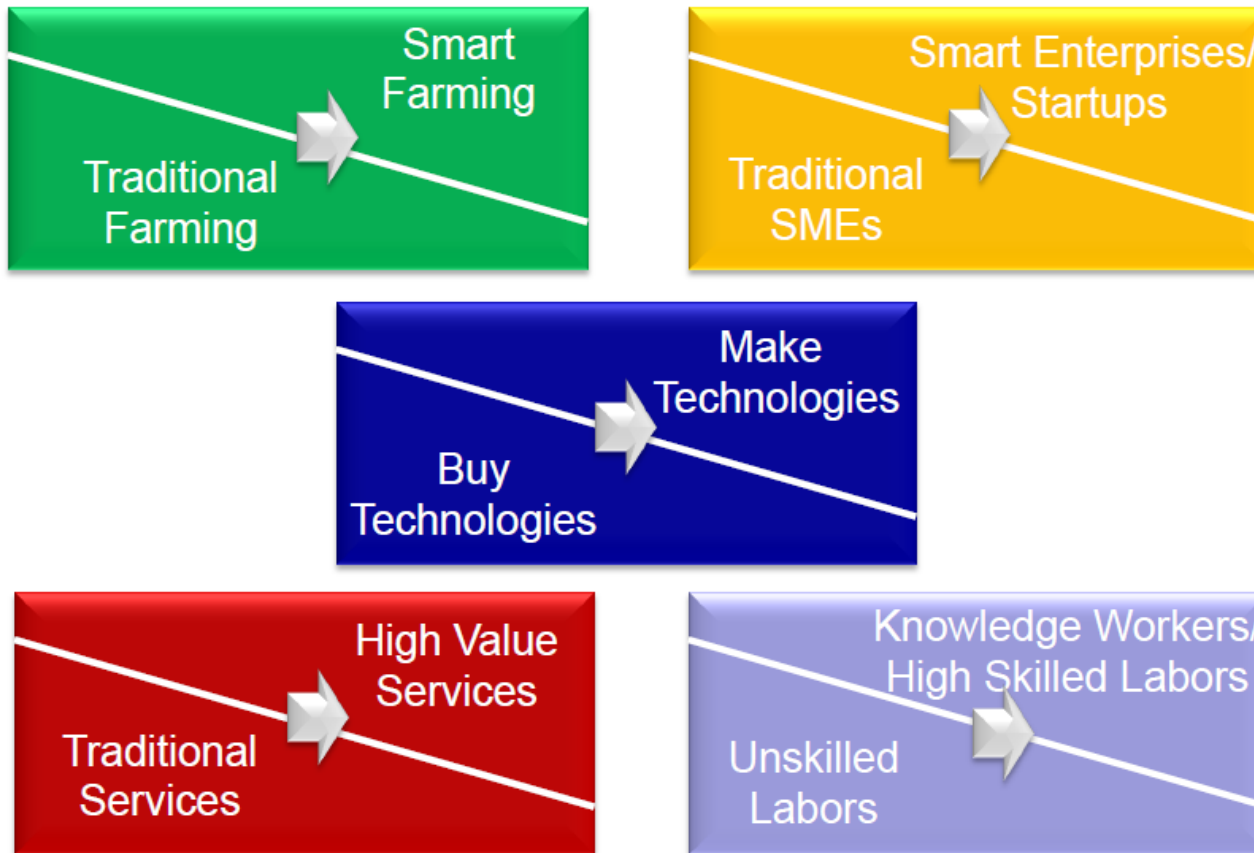 Smart
Farming
Traditional
Farming
Smart Enterprises/
Startups
Traditional
SMEs
Make
Technologies
Buy
Technologies
High Value
Services
Traditional
Services
Knowledge Workers/
High Skilled Labors
Unskilled
Labors